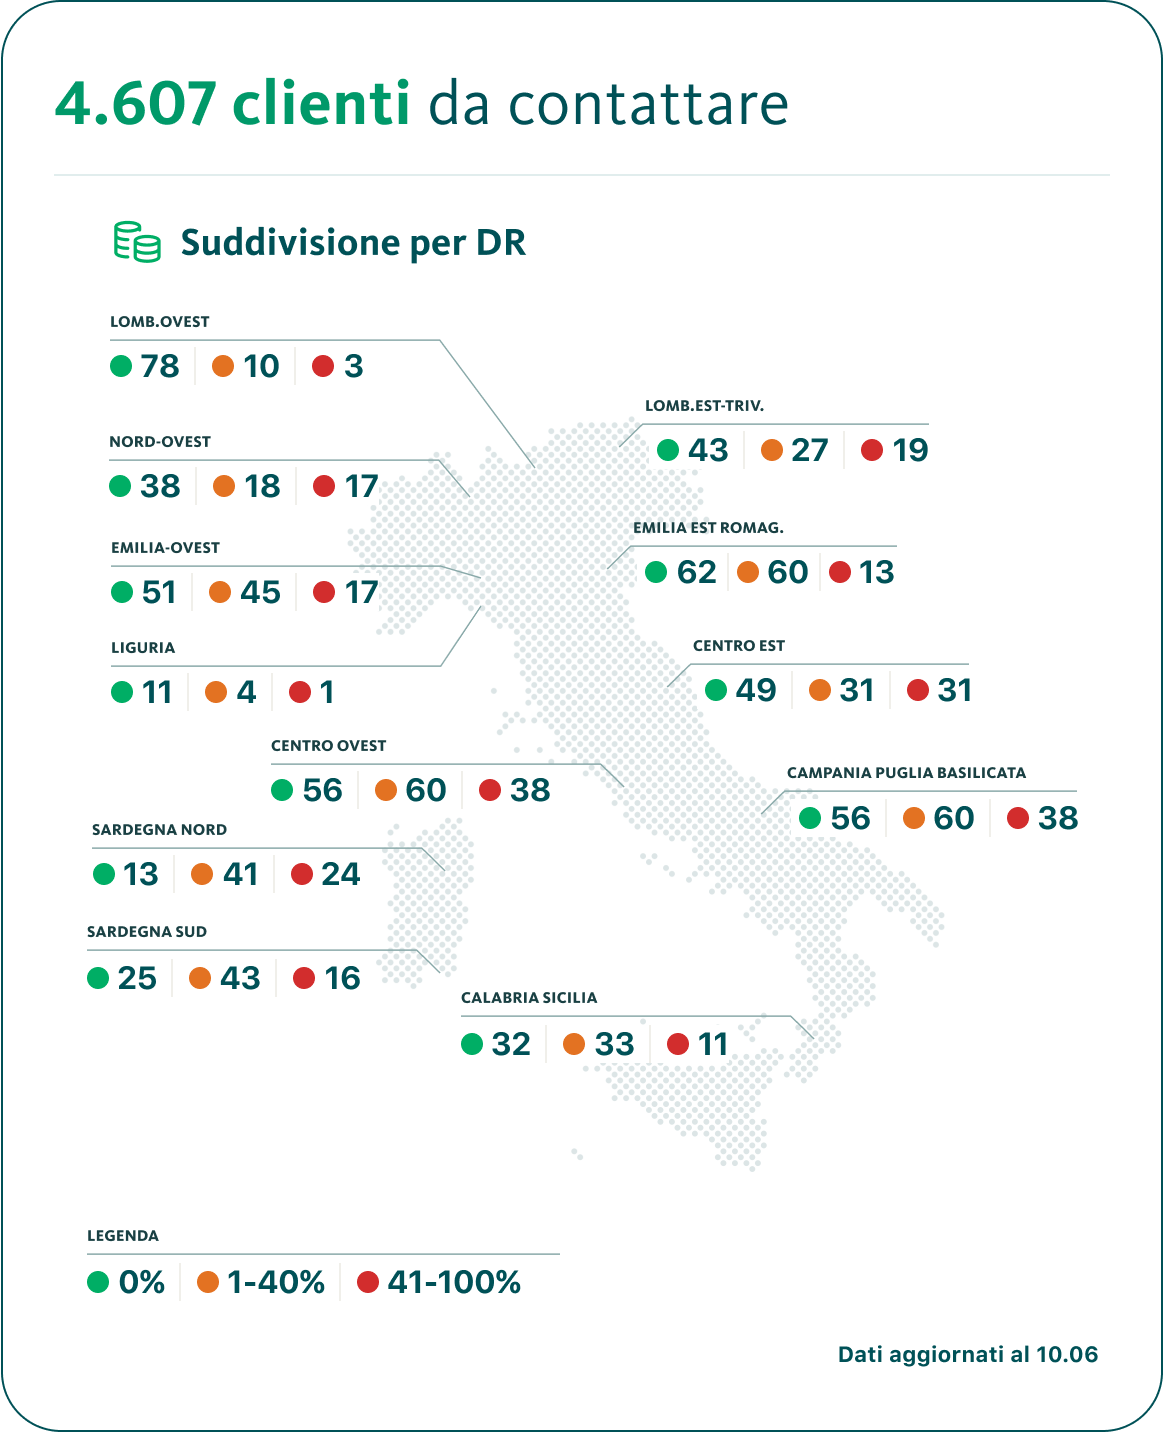 4.607 clienti da contattare
Suddivisione per DR
LOMB.OVEST
78 10 3
LOMB.EST-TRIV.
43 27 19
NORD-OVEST
38 18 17
EMILIA EST ROMAG.
62 60 13
EMILIA-OVEST
51 45 17
LIGURIA
11 4 1
CENTRO EST
49 31 31
CENTRO OVEST
56 60 38
CAMPANIA PUGLIA BASILICATA
56 60 38
SARDEGNA NORD
13 41 24
SARDEGNA SUD
25 43 16
CALABRIA SICILIA
32 33 11
LEGENDA
0% 1-40% 41-100%
Dati aggiornati al 10.06